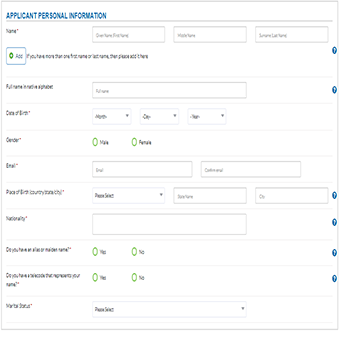 APPLICANT PERSONAL INFORMATION
Name* Given Name (First Name) Middle Name Surname (Last Name)
Add If you have more than one first name or last name, then please add it here
Full name in native alphabet Full name
Date of Birth* -Month- -Day- -Year-
Gender* Male Female
Email* Email Confirm email
Place of Birth (country/state/city)* Please Select State name City
Nationality*
Do you have an alias or maiden name?* Yes No
Do you have a telecode that represents your
name?* Yes No
Marital Status* Please Select